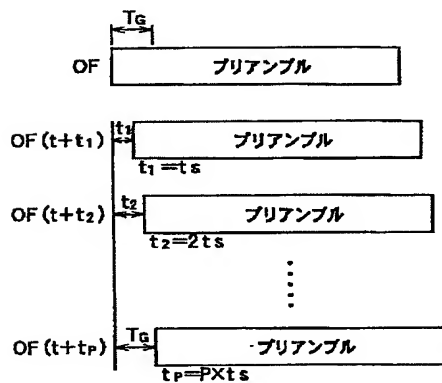 TG
OF プリアンブル
OF(t+t1) t1 プリアンブル
t1=ts
OF(t+t2) t2 プリアンブル
t2=2ts
OF(t+tP) TG プリアンブル
tP=P×ts